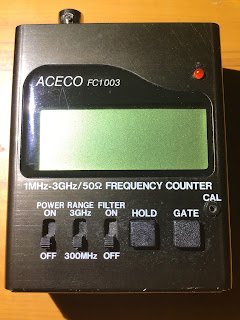 ACECO FC1003
1MHz-3GHz/50Ω FREQUENCY COUNTER
CAL
POWER RANGE FILTER
ON 3GHz ON HOLD GATE
OFF 300MHz OFF